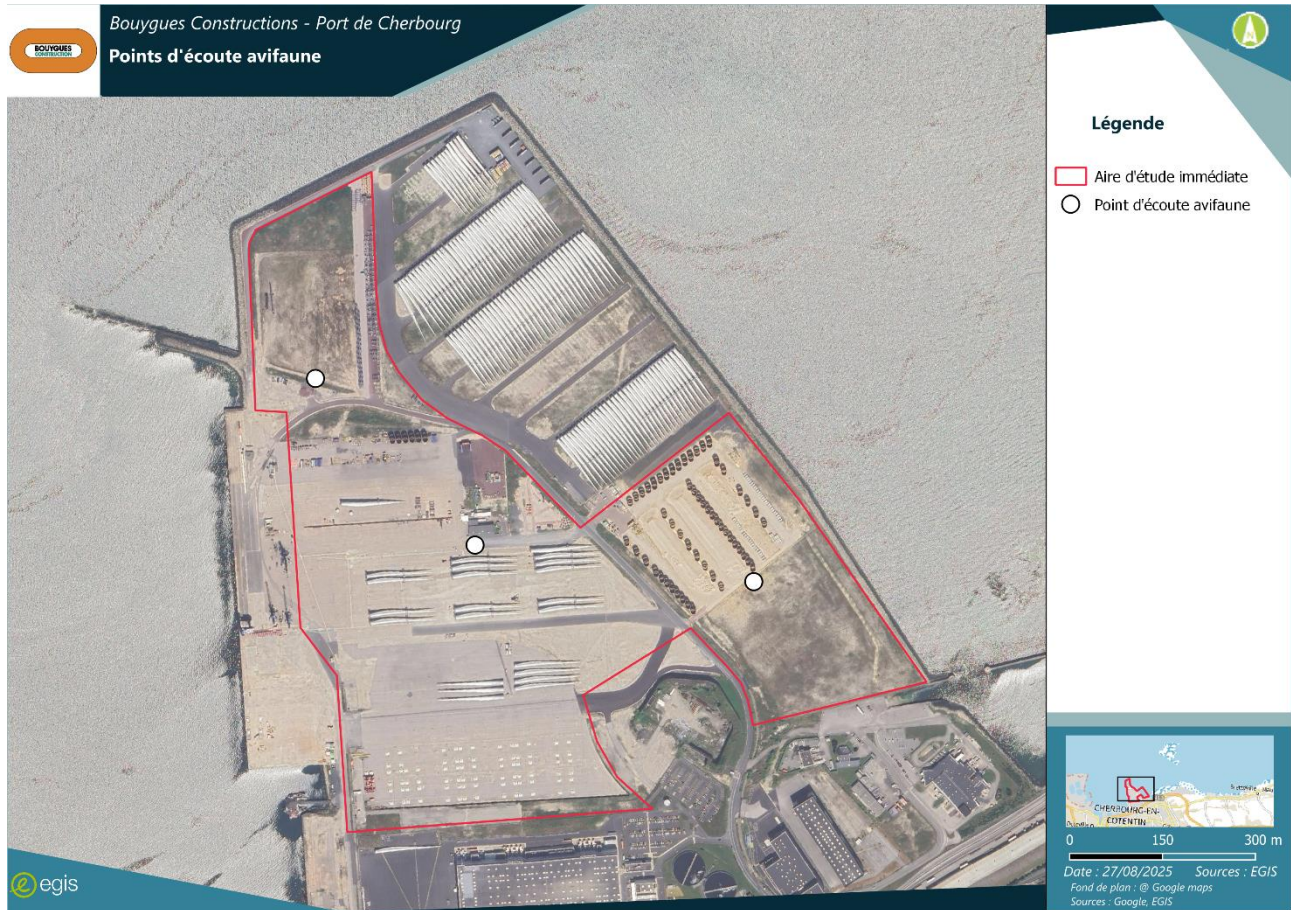 BOUYGUES
CONSTRUCTION
Bouygues Constructions - Port de Cherbourg
Points d'écoute avifaune
N
Légende
Aire d'étude immédiate
Point d'écoute avifaune
CHERBOURG-EN-
COTENTIN
0 150 300 m
Date : 27/08/2025 Sources : EGIS
Fond de plan : @ Google maps
Sources : Google, EGIS
egis